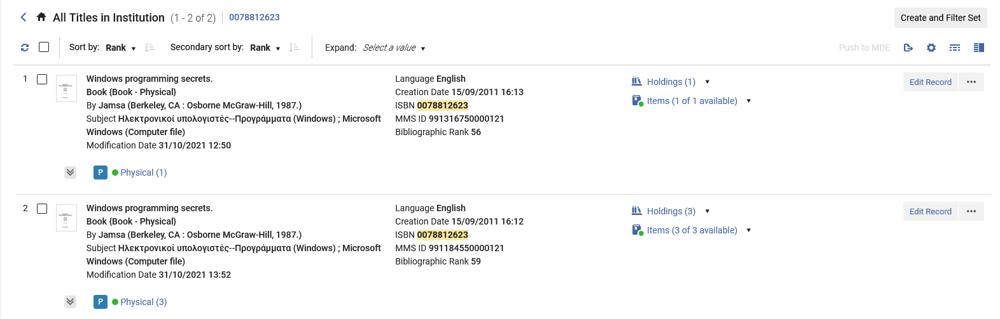 All Titles in Institution (1 - 2 of 2) 0078812623 Create and Filter Set
Sort by: Rank Secondary sort by: Rank Expand: Select a value Push to MDE
1 Windows programming secrets. Language English Holdings (1) Edit Record
Book {Book - Physical} Creation Date 15/09/2011 16:13
By Jamsa (Berkeley, CA : Osborne McGraw-Hill, 1987.) ISBN 0078812623 Items (1 of 1 available)
Subject Ηλεκτρονικοί υπολογιστές--Προγράμματα (Windows) ; Microsoft MMS ID 991316750000121
Windows (Computer file) Bibliographic Rank 56
Modification Date 31/10/2021 12:50
P Physical (1)
2 Windows programming secrets. Language English Holdings (3) Edit Record
Book {Book - Physical} Creation Date 15/09/2011 16:12
By Jamsa (Berkeley, CA : Osborne McGraw-Hill, 1987.) ISBN 0078812623 Items (3 of 3 available)
Subject Ηλεκτρονικοί υπολογιστές--Προγράμματα (Windows) ; Microsoft MMS ID 991184550000121
Windows (Computer file) Bibliographic Rank 59
Modification Date 31/10/2021 13:52
P Physical (3)